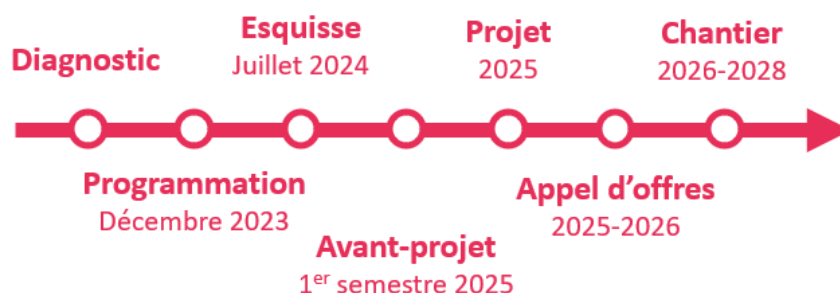 Diagnostic
Programmation
Décembre 2023
Esquisse
Juillet 2024
Avant-projet
1er semestre 2025
Projet
2025
Appel d’offres
2025-2026
Chantier
2026-2028